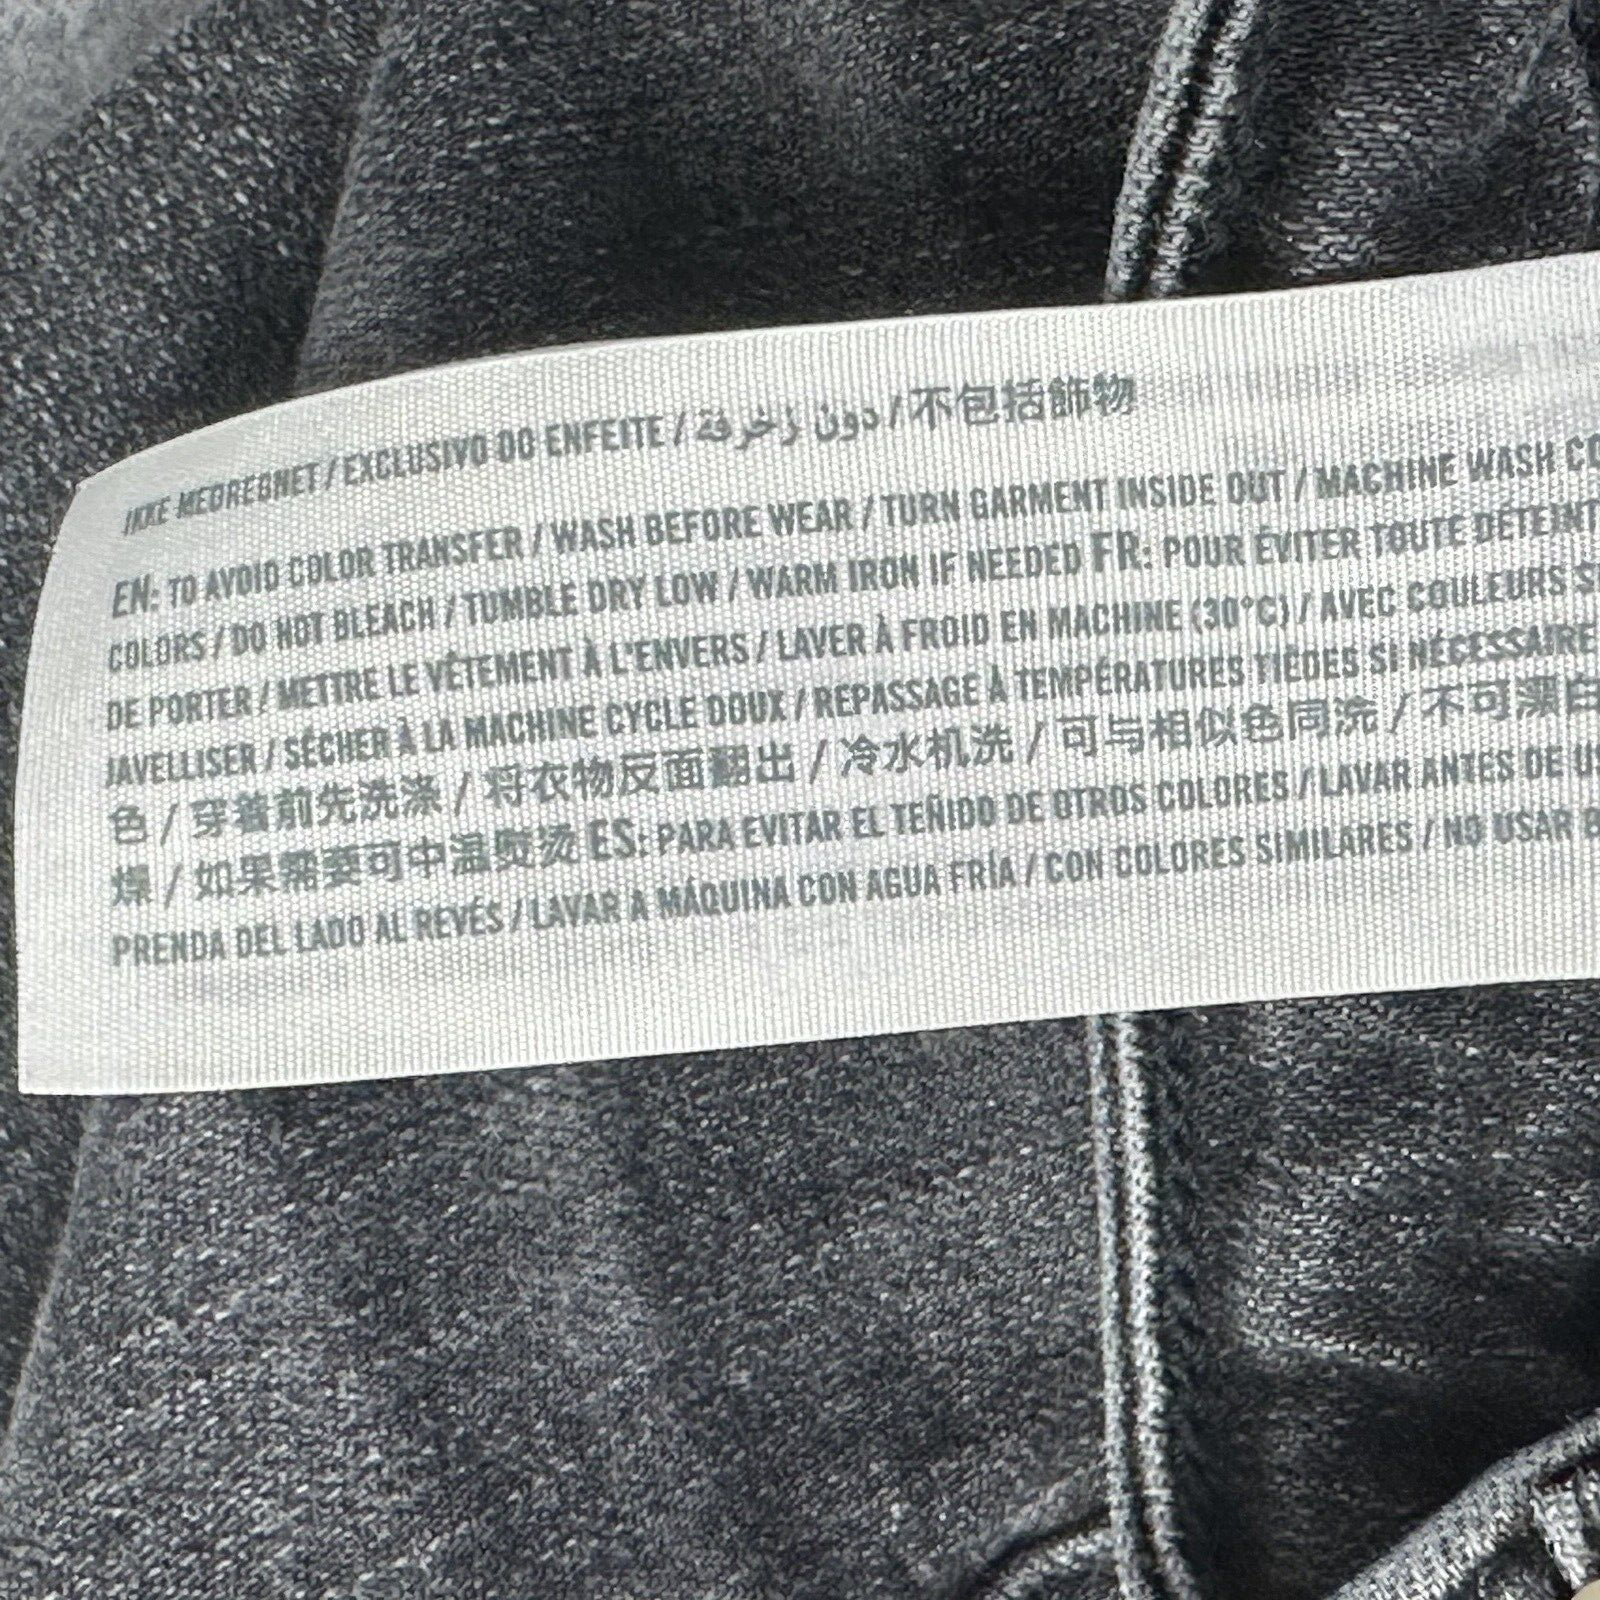 IKKE MEDREGNET / EXCLUSIVO DO ENFEITE / دون زخرفة / 不包括飾物
EN: TO AVOID COLOR TRANSFER / WASH BEFORE WEAR / TURN GARMENT INSIDE OUT / MACHINE WASH CO
COLORS / DO NOT BLEACH / TUMBLE DRY LOW / WARM IRON IF NEEDED FR: POUR ÉVITER TOUTE DÉTEINT
DE PORTER / METTRE LE VÊTEMENT À L'ENVERS / LAVER À FROID EN MACHINE (30°C) / AVEC COULEURS S
JAVELLISER / SÉCHER À LA MACHINE CYCLE DOUX / REPASSAGE À TEMPÉRATURES TIÈDES SI NÉCESSAIRE
色 / 穿着前先洗涤 / 将衣物反面翻出 / 冷水机洗 / 可与相似色同洗 / 不可漂白
燥 / 如果需要可中温熨烫 ES: PARA EVITAR EL TEÑIDO DE OTROS COLORES / LAVAR ANTES DE US
PRENDA DEL LADO AL REVÉS / LAVAR A MÁQUINA CON AGUA FRÍA / CON COLORES SIMILARES / NO USAR B